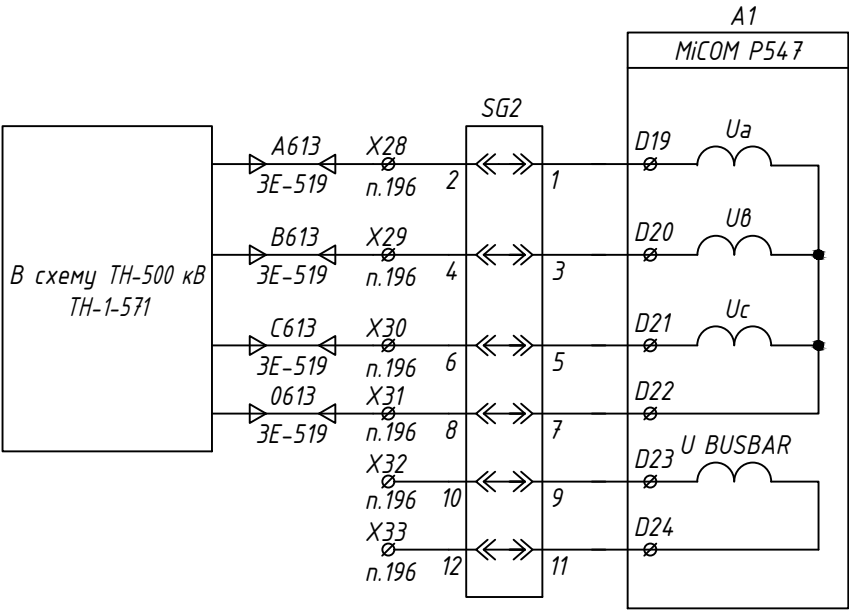 A1
MiCOM P547
SG2
В схему ТН-500 кВ
ТН-1-571
A613
3E-519
X28
п.196
2
1
D19
Ua
B613
3E-519
X29
п.196
4
3
D20
Uв
C613
3E-519
X30
п.196
6
5
D21
Uc
0613
3E-519
X31
п.196
8
7
D22
X32
п.196
10
9
D23
U BUSBAR
X33
п.196
12
11
D24